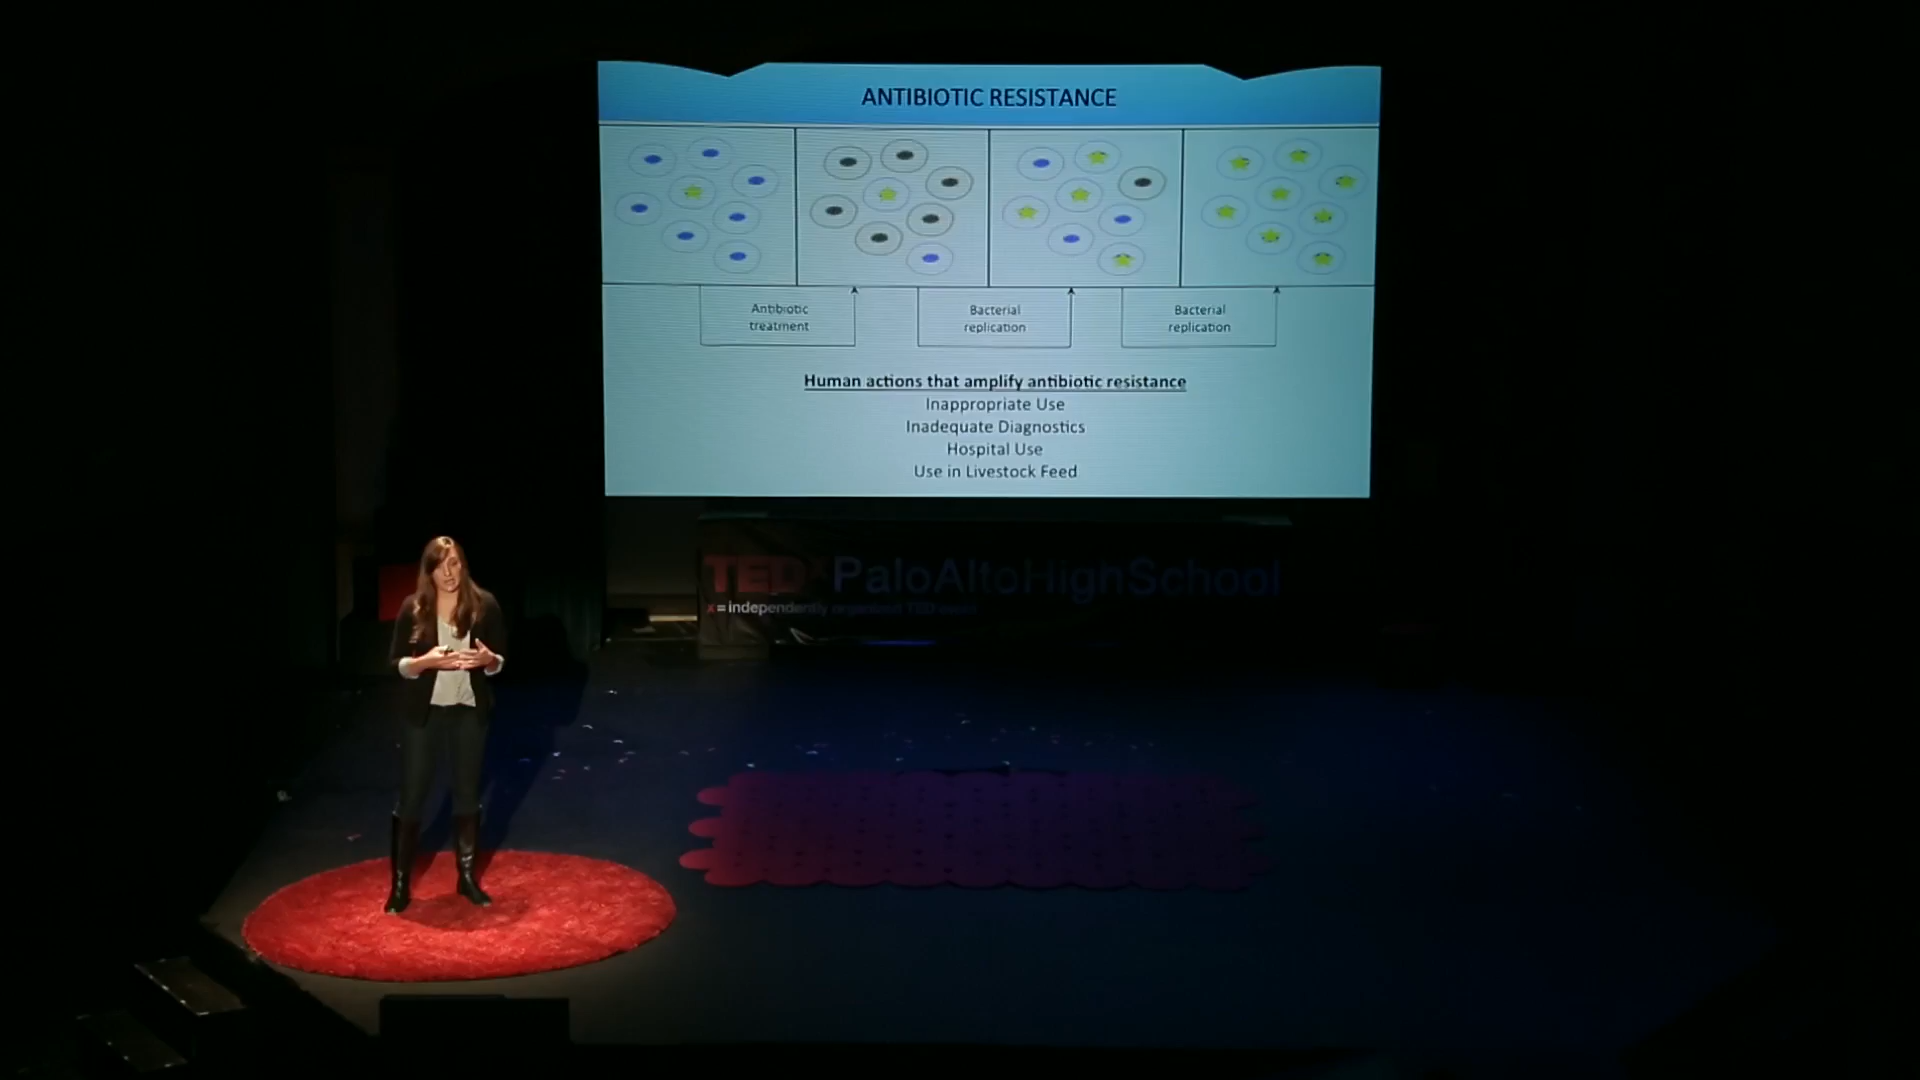 ANTIBIOTIC RESISTANCE
Antibiotic
treatment
Bacterial
replication
Bacterial
replication
Human actions that amplify antibiotic resistance
Inappropriate Use
Inadequate Diagnostics
Hospital Use
Use in Livestock Feed
TEDxPaloAltoHighSchool
x = independently organized TED event